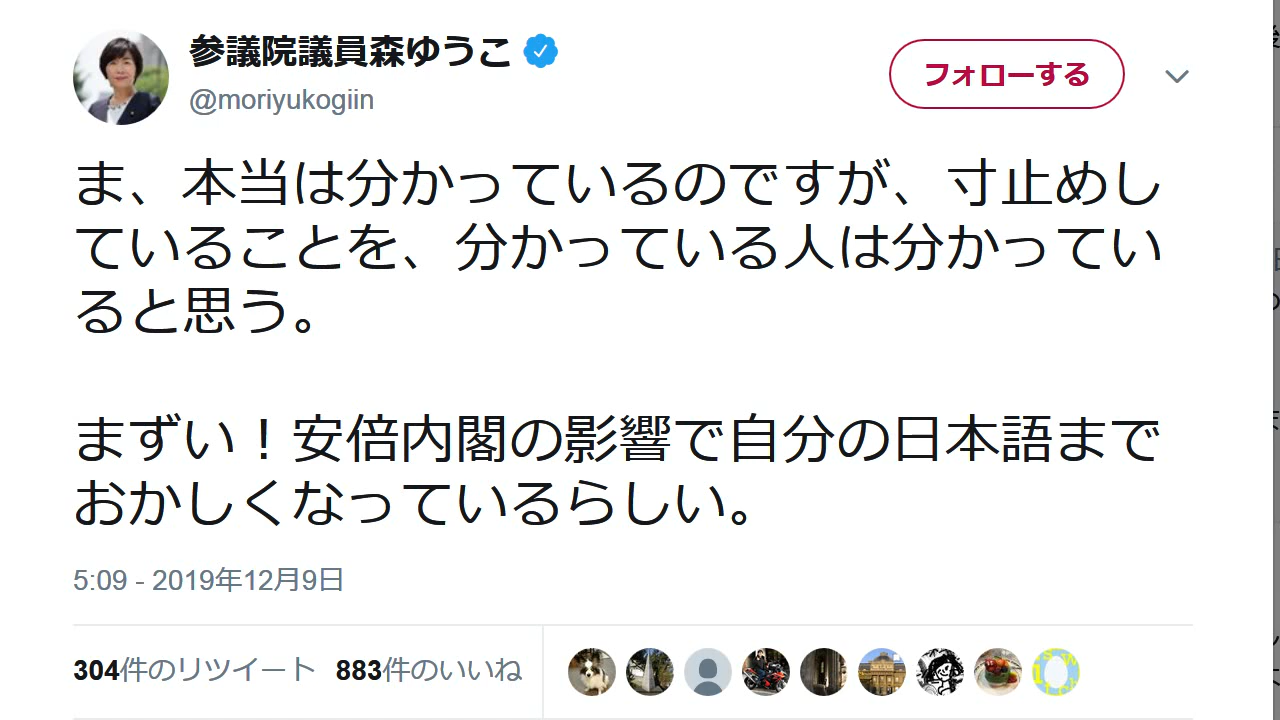 参議院議員森ゆうこ
@moriyukogiin
フォローする
ま、本当は分かっているのですが、寸止めし
ていることを、分かっている人は分かってい
ると思う。
まずい！安倍内閣の影響で自分の日本語まで
おかしくなっているらしい。
5:09 - 2019年12月9日
304件のリツイート 883件のいいね